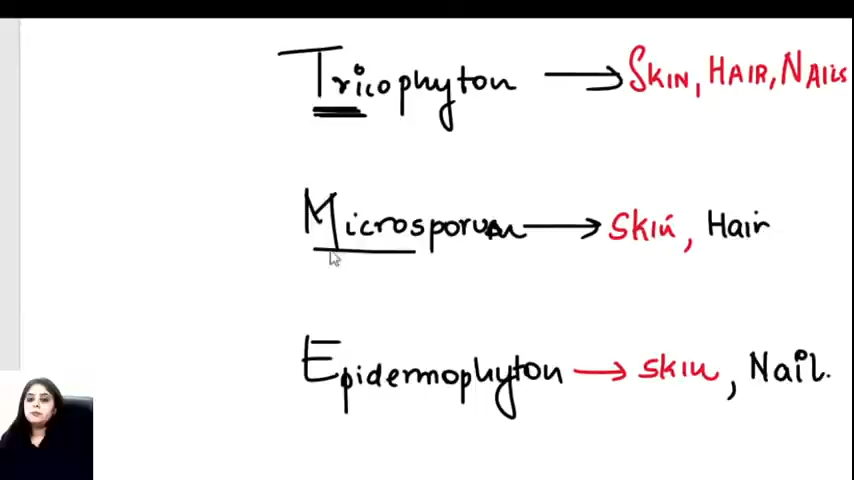 Tricophyton → SKIN, HAIR, NAILS
Microsporum → Skin, Hair
Epidermophyton → Skin, Nail.